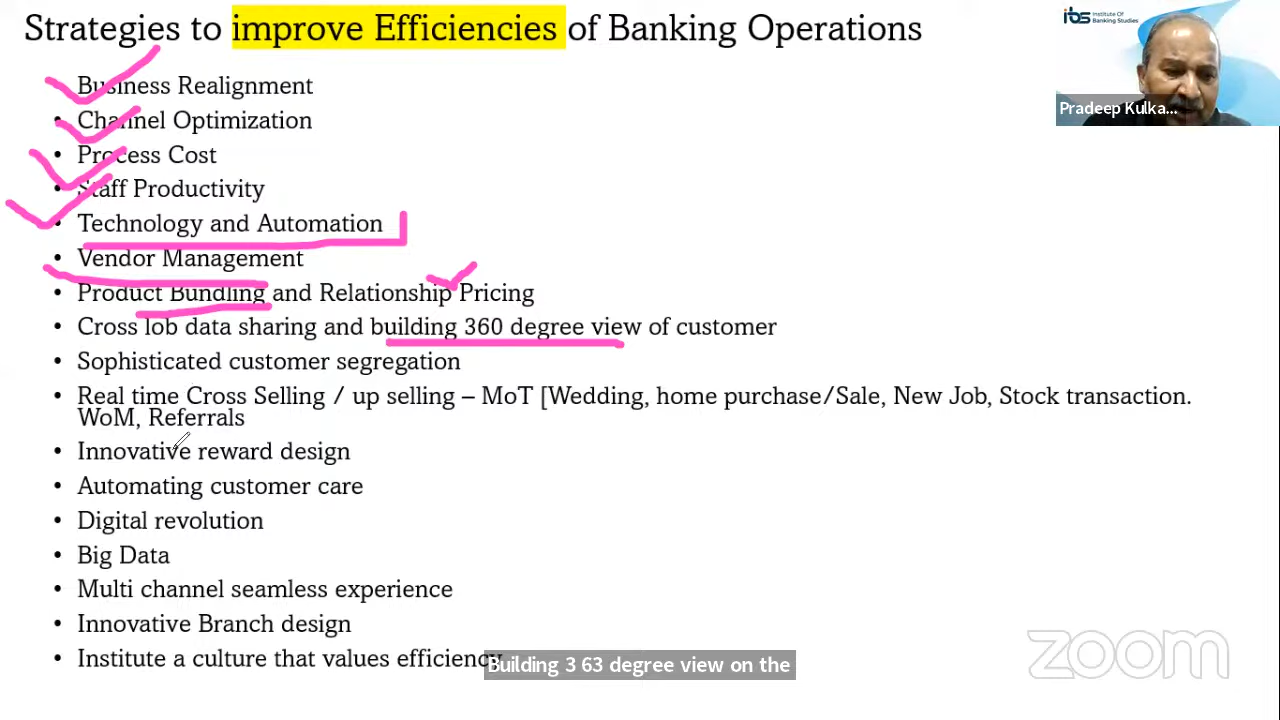 Strategies to improve Efficiencies of Banking Operations
ibs Institute Of
Banking Studies
Pradeep Kulka...
Business Realignment
• Channel Optimization
• Process Cost
• Staff Productivity
• Technology and Automation
• Vendor Management
• Product Bundling and Relationship Pricing
• Cross lob data sharing and building 360 degree view of customer
• Sophisticated customer segregation
• Real time Cross Selling / up selling – MoT [Wedding, home purchase/Sale, New Job, Stock transaction.
WoM, Referrals
• Innovative reward design
• Automating customer care
• Digital revolution
• Big Data
• Multi channel seamless experience
• Innovative Branch design
• Institute a culture that values efficiency
Building 3 63 degree view on the
zoom